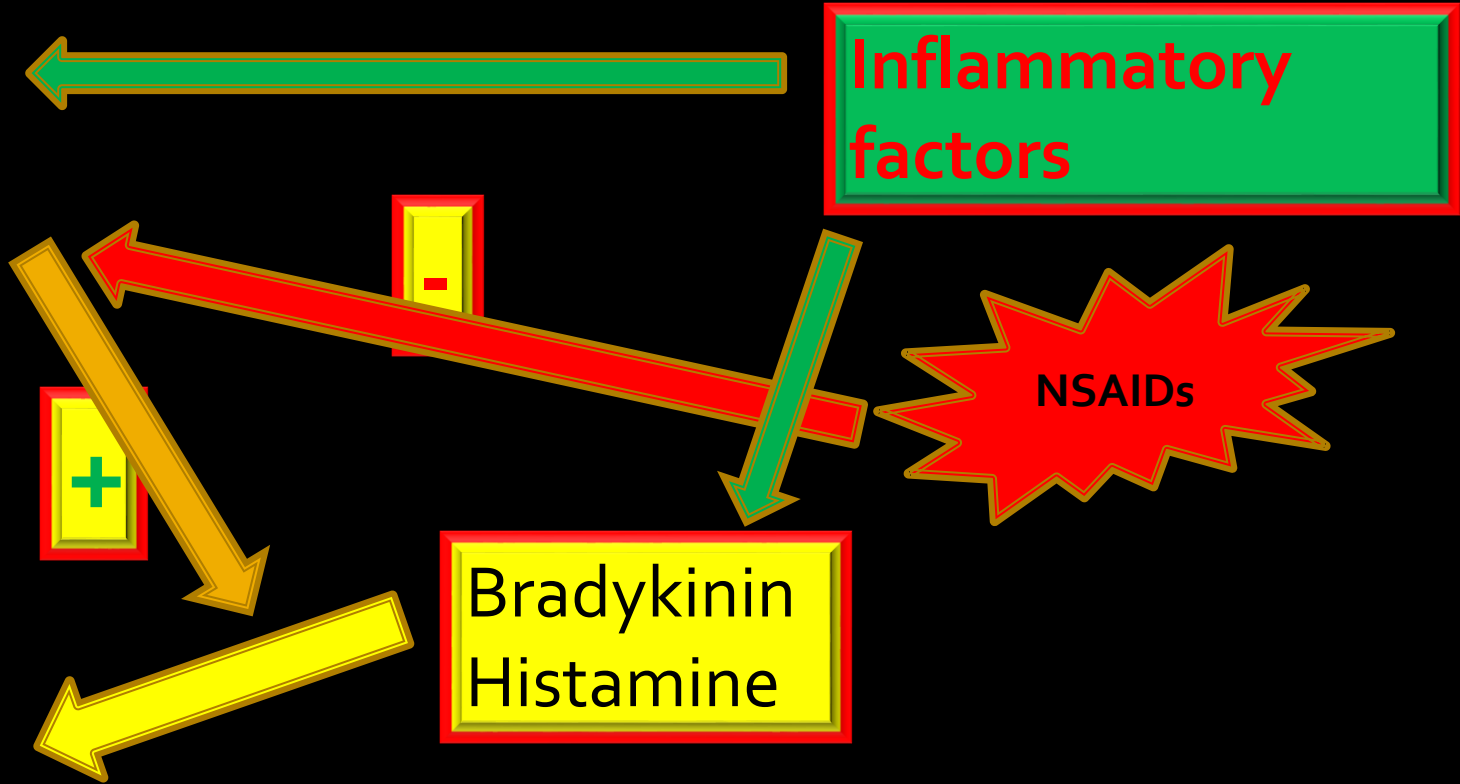 Inflammatory
factors
-
NSAIDs
+
Bradykinin
Histamine